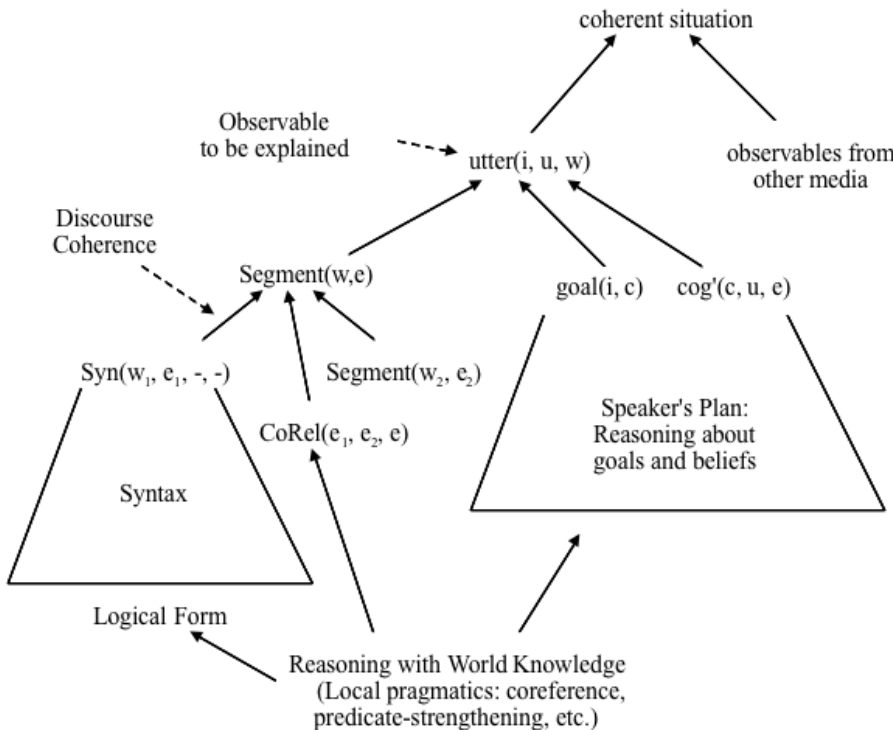 coherent situation
Observable
to be explained
utter(i, u, w)
observables from
other media
Discourse
Coherence
Segment(w,e)
goal(i, c)
cog'(c, u, e)
Syn(w₁, e₁, -, -)
Segment(w₂, e₂)
CoRel(e₁, e₂, e)
Speaker's Plan:
Reasoning about
goals and beliefs
Syntax
Logical Form
Reasoning with World Knowledge
(Local pragmatics: coreference,
predicate-strengthening, etc.)